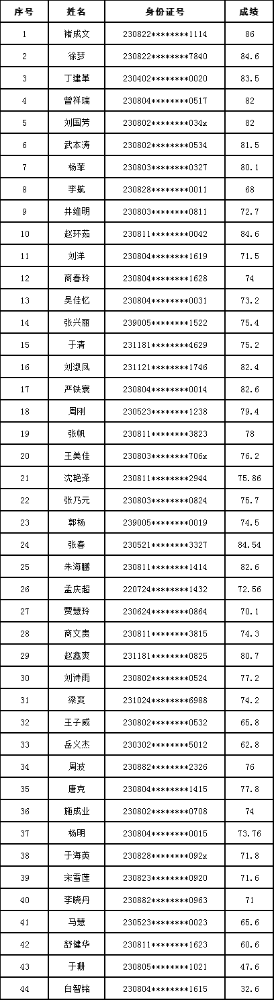 序号 姓名 身份证号 成绩
1 褚成文 230822********1114 86
2 徐梦 230822********7840 84.6
3 丁建革 230402********0020 83.5
4 曾祥瑞 230804********0517 82
5 刘国芳 230802********034x 82
6 武本涛 230802********0534 81.5
7 杨菲 230803********0327 80.1
8 李航 230828********0011 68
9 井维明 230803********0811 72.7
10 赵环茹 230811********0042 84.6
11 刘洋 230804********1619 71.5
12 商春玲 230804********1628 74
13 吴佳忆 230804********0031 73.2
14 张兴丽 239005********1522 75.4
15 于清 231181********4629 75.2
16 刘淑凤 231121********1746 82.4
17 严铁寰 230804********0014 82.6
18 周刚 230523********1238 79.4
19 张帆 230811********3823 78
20 王美佳 230803********706x 76.2
21 沈艳泽 230811********2944 75.86
22 张乃元 230803********0824 75.7
23 郭杨 239005********0019 74.5
24 张春 230521********3327 84.54
25 朱海鹏 230811********1414 82.6
26 孟庆超 220724********1432 72.56
27 贾慧玲 230624********0864 70.1
28 商文贵 230811********3815 74.3
29 赵鑫爽 231181********0825 80.7
30 刘诗雨 230802********0524 77.2
31 梁爽 231024********6988 74.2
32 王子威 230802********0532 65.8
33 岳义杰 230302********5012 62.8
34 周波 230882********2326 76
35 唐克 230804********1415 77.8
36 施成业 230802********0708 74
37 杨明 230804********0015 73.76
38 于海英 230828********092x 71.8
39 宋雪莲 230823********0920 71.6
40 李晓丹 230882********0963 71
41 马慧 230523********0023 65.6
42 舒健华 230811********1623 60.6
43 于珊 230805********1021 47.6
44 白智铭 230804********1615 32.6